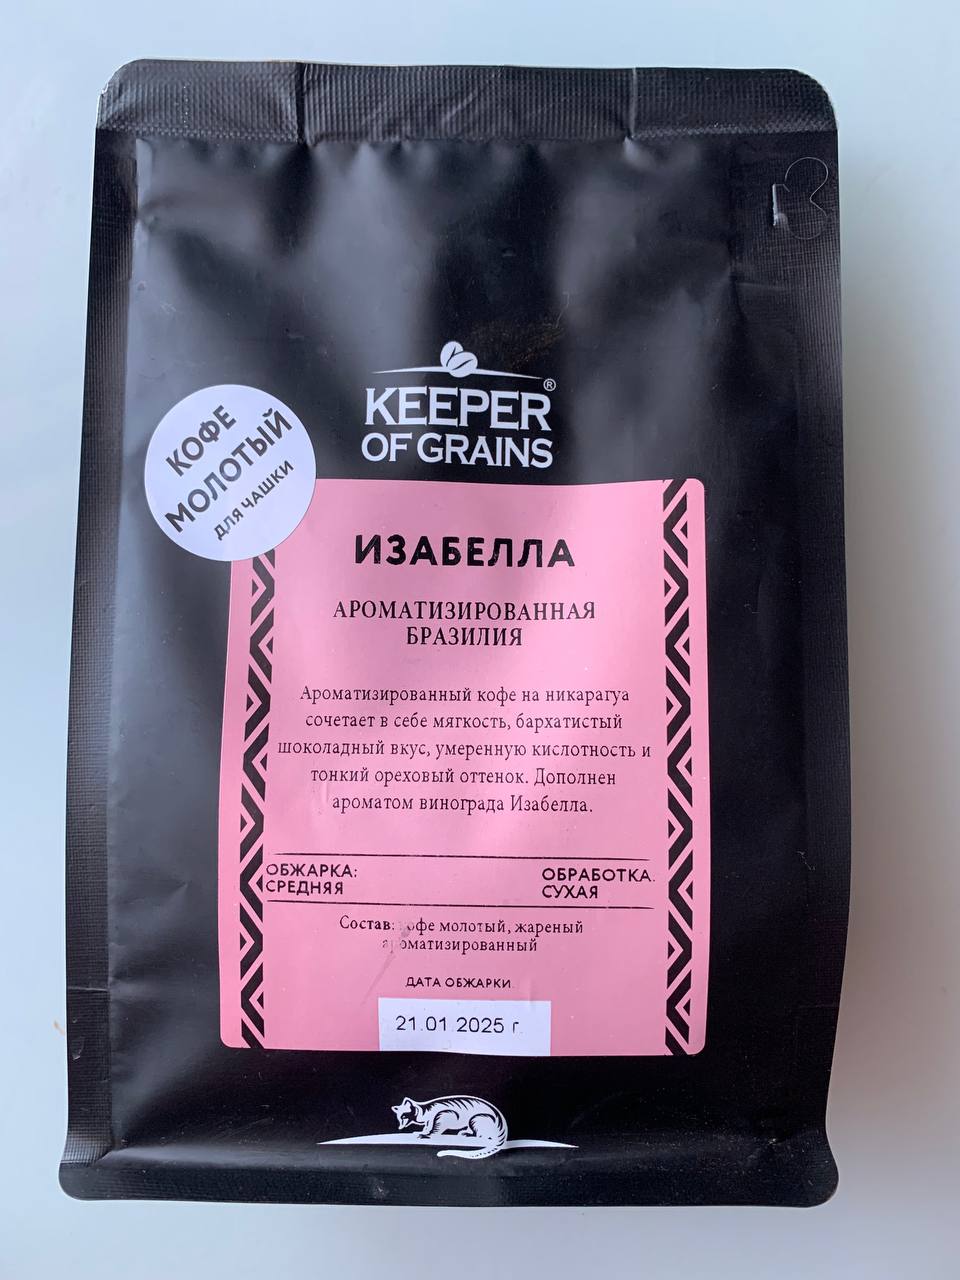 KEEPER®
OF GRAINS
КОФЕ
МОЛОТЫЙ
ДЛЯ ЧАШКИ
ИЗАБЕЛЛА
АРОМАТИЗИРОВАННАЯ
БРАЗИЛИЯ
Ароматизированный кофе на никарагуа
сочетает в себе мягкость, бархатистый
шоколадный вкус, умеренную кислотность и
тонкий ореховый оттенок. Дополнен
ароматом винограда Изабелла.
ОБЖАРКА:
СРЕДНЯЯ
ОБРАБОТКА:
СУХАЯ
Состав: кофе молотый, жареный
ароматизированный
ДАТА ОБЖАРКИ
21.01.2025 г.